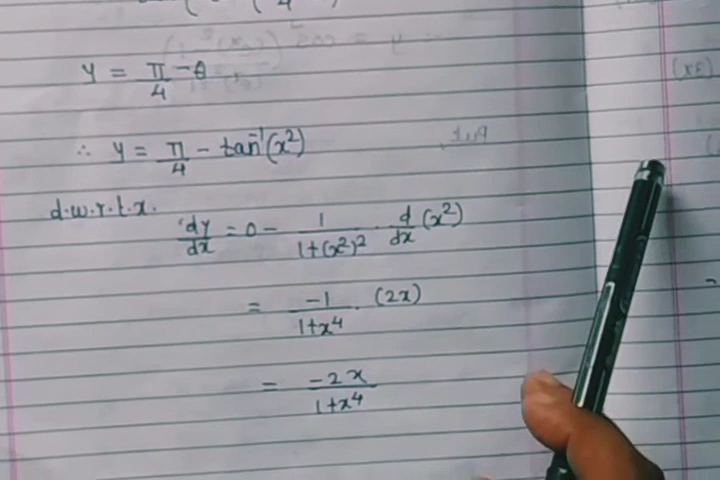 y = π/4 - θ
∴ y = π/4 - tan⁻¹(x²)
d.w.r.t.x.
dy/dx = 0 - 1/(1+(x²)²) · d/dx (x²)
= -1/(1+x⁴) · (2x)
= -2x/(1+x⁴)